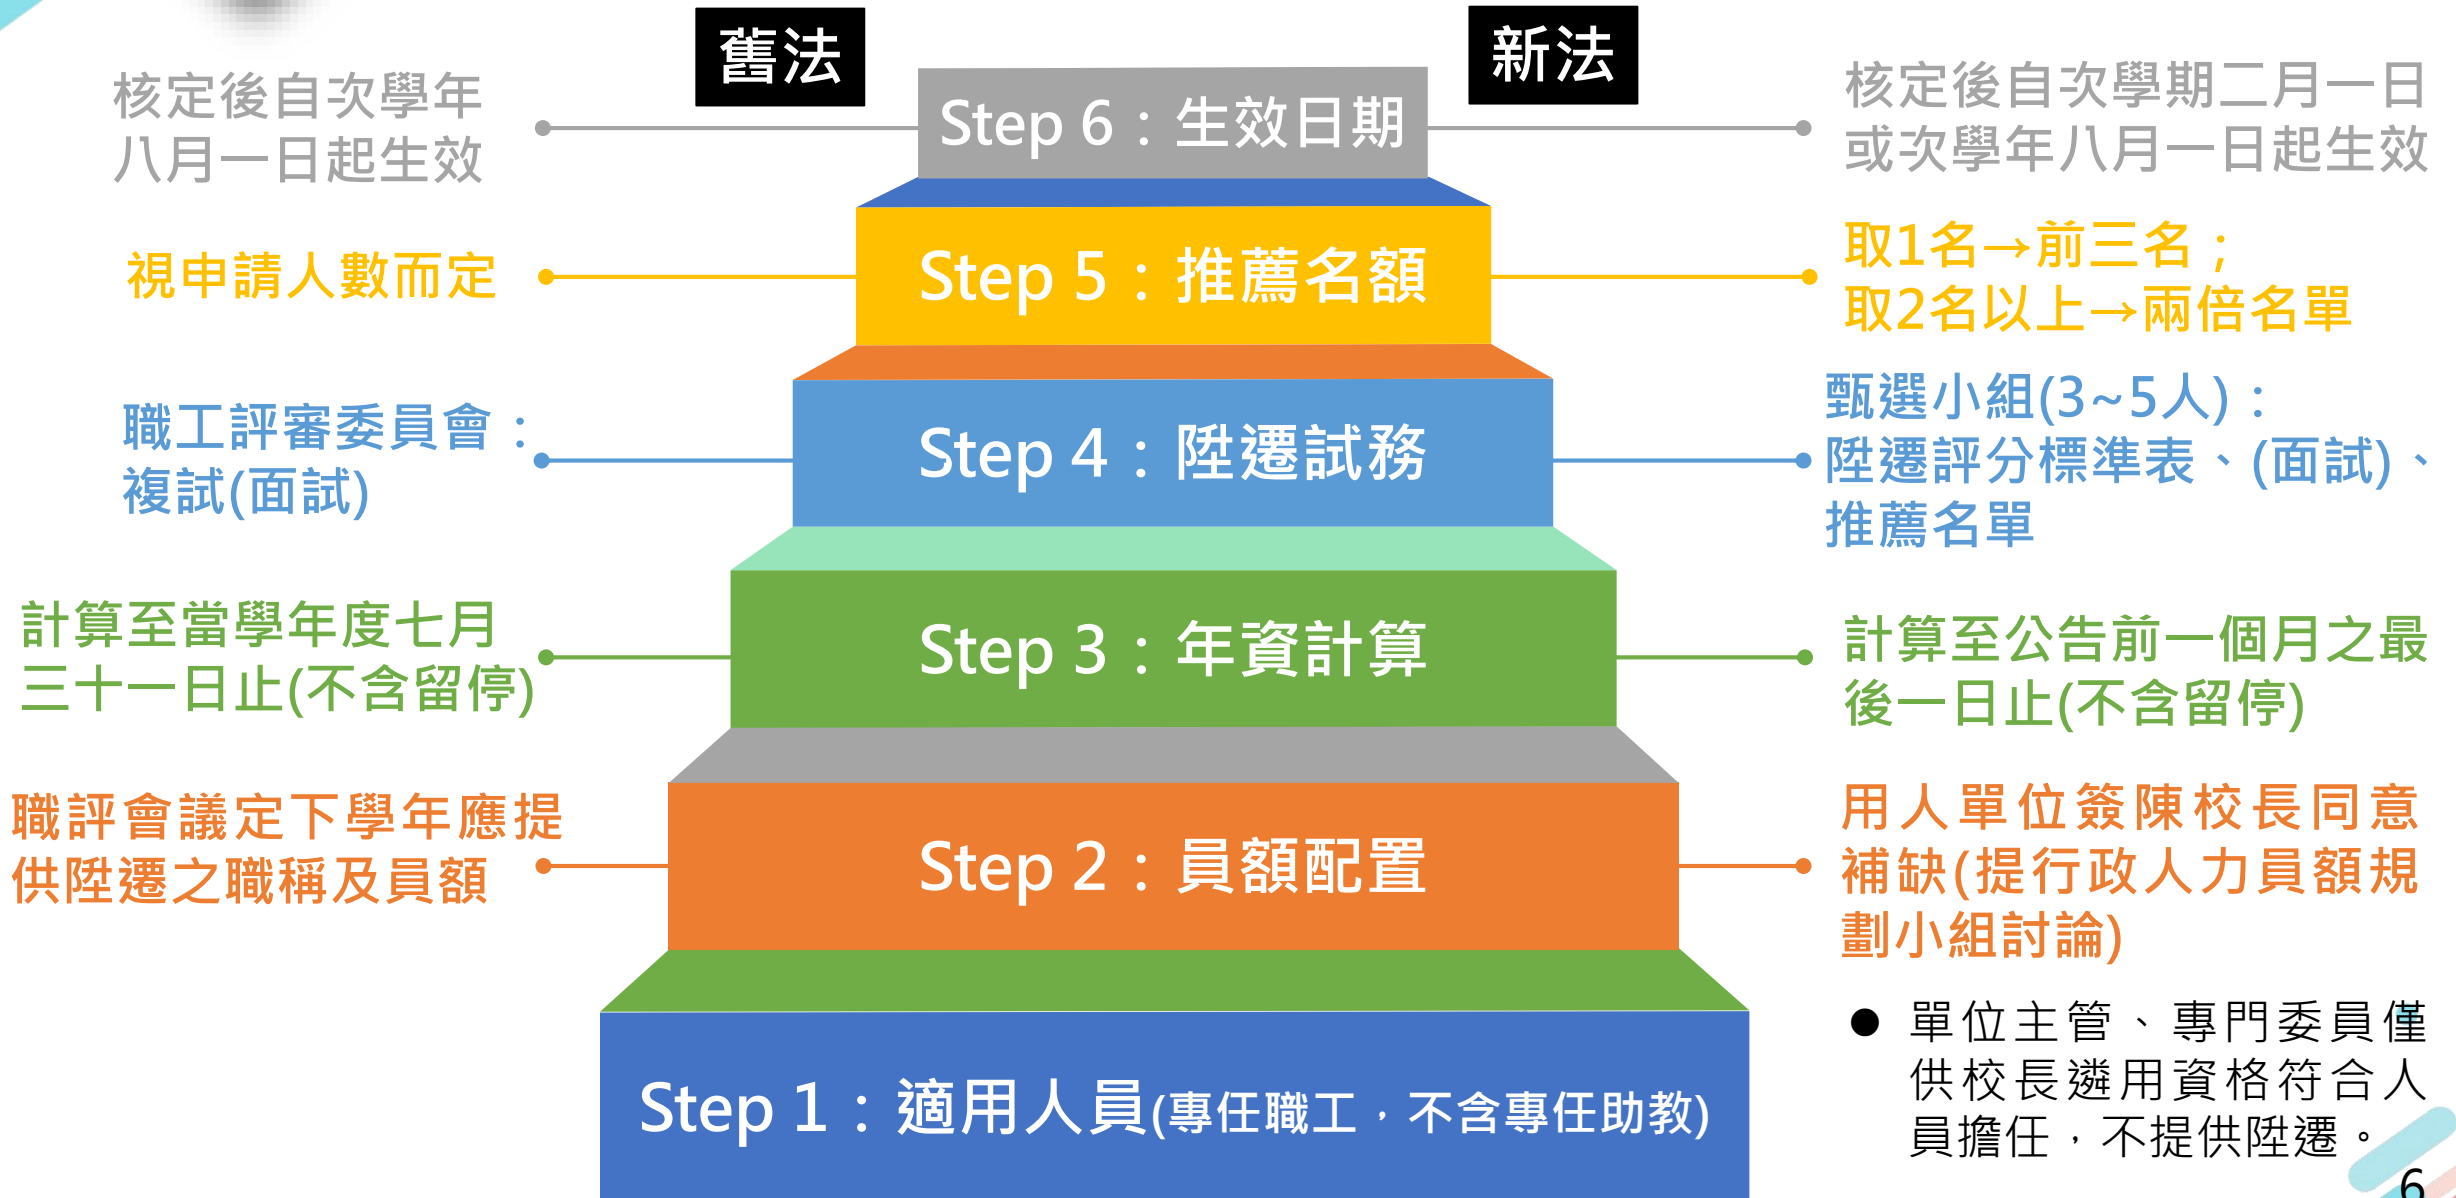 舊法
新法
核定後自次學年
八月一日起生效
Step 6：生效日期
核定後自次學期二月一日
或次學年八月一日起生效
視申請人數而定
Step 5：推薦名額
取1名→前三名；
取2名以上→兩倍名單
職工評審委員會：
複試(面試)
Step 4：陞遷試務
甄選小組(3~5人)：
陞遷評分標準表、(面試)、
推薦名單
計算至當學年度七月
三十一日止(不含留停)
Step 3：年資計算
計算至公告前一個月之最
後一日止(不含留停)
職評會議定下學年應提
供陞遷之職稱及員額
Step 2：員額配置
用人單位簽陳校長同意
補缺(提行政人力員額規
劃小組討論)
Step 1：適用人員(專任職工，不含專任助教)
● 單位主管、專門委員僅
供校長遴用資格符合人
員擔任，不提供陞遷。
6